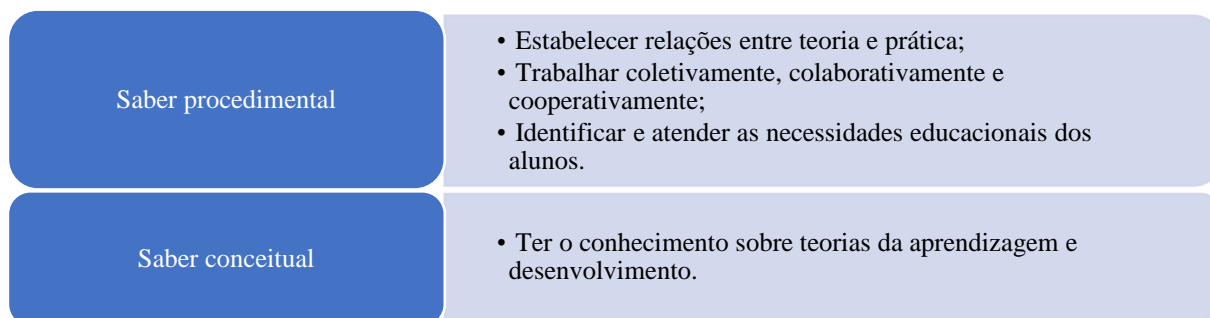 Saber procedimental
• Estabelecer relações entre teoria e prática;
• Trabalhar coletivamente, colaborativamente e
cooperativamente;
• Identificar e atender as necessidades educacionais dos
alunos.
Saber conceitual
• Ter o conhecimento sobre teorias da aprendizagem e
desenvolvimento.